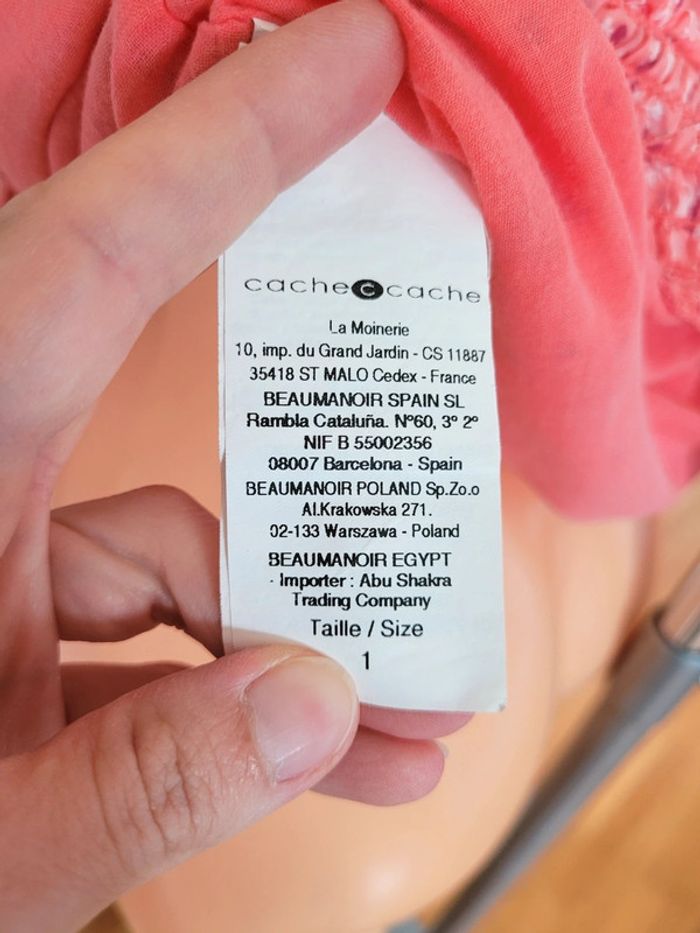 cache c cache
La Moinerie
10, imp. du Grand Jardin - CS 11887
35418 ST MALO Cedex - France
BEAUMANOIR SPAIN SL
Rambla Cataluña. Nº60, 3º 2º
NIF B 55002356
08007 Barcelona - Spain
BEAUMANOIR POLAND Sp.Zo.o
Al.Krakowska 271.
02-133 Warszawa - Poland
BEAUMANOIR EGYPT
- Importer : Abu Shakra
Trading Company
Taille / Size
1